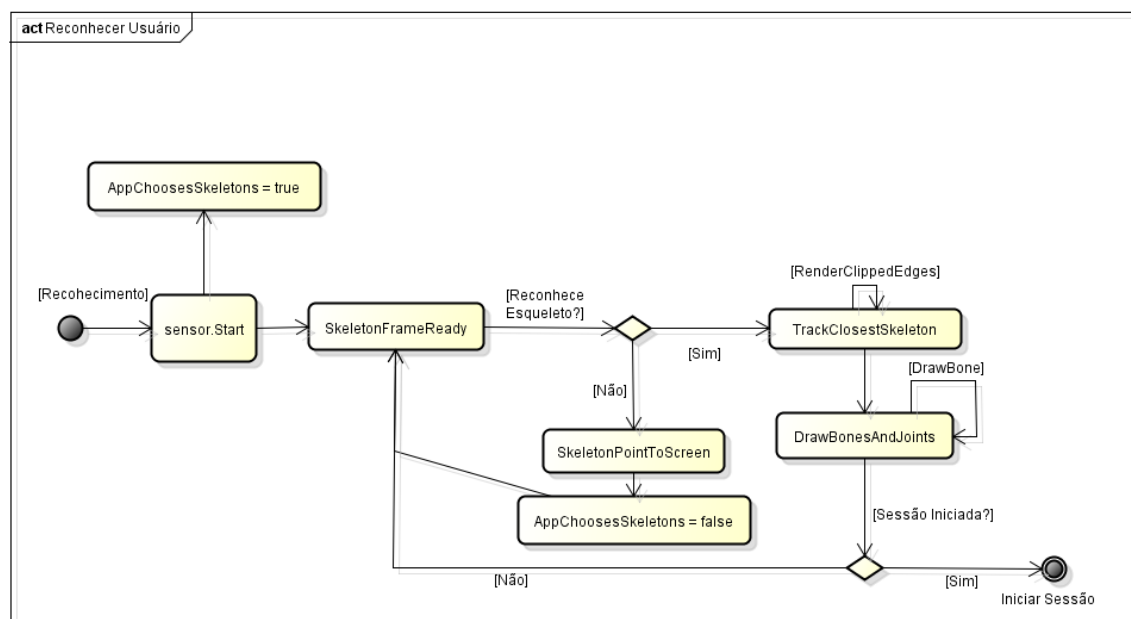 act Reconhecer Usuário
AppChoosesSkeletons = true
[Recohecimento]
sensor.Start
SkeletonFrameReady
[Reconhece
Esqueleto?]
[Sim]
[Não]
[RenderClippedEdges]
TrackClosestSkeleton
[DrawBone]
DrawBonesAndJoints
SkeletonPointToScreen
AppChoosesSkeletons = false
[Sessão Iniciada?]
[Não]
[Sim]
Iniciar Sessão